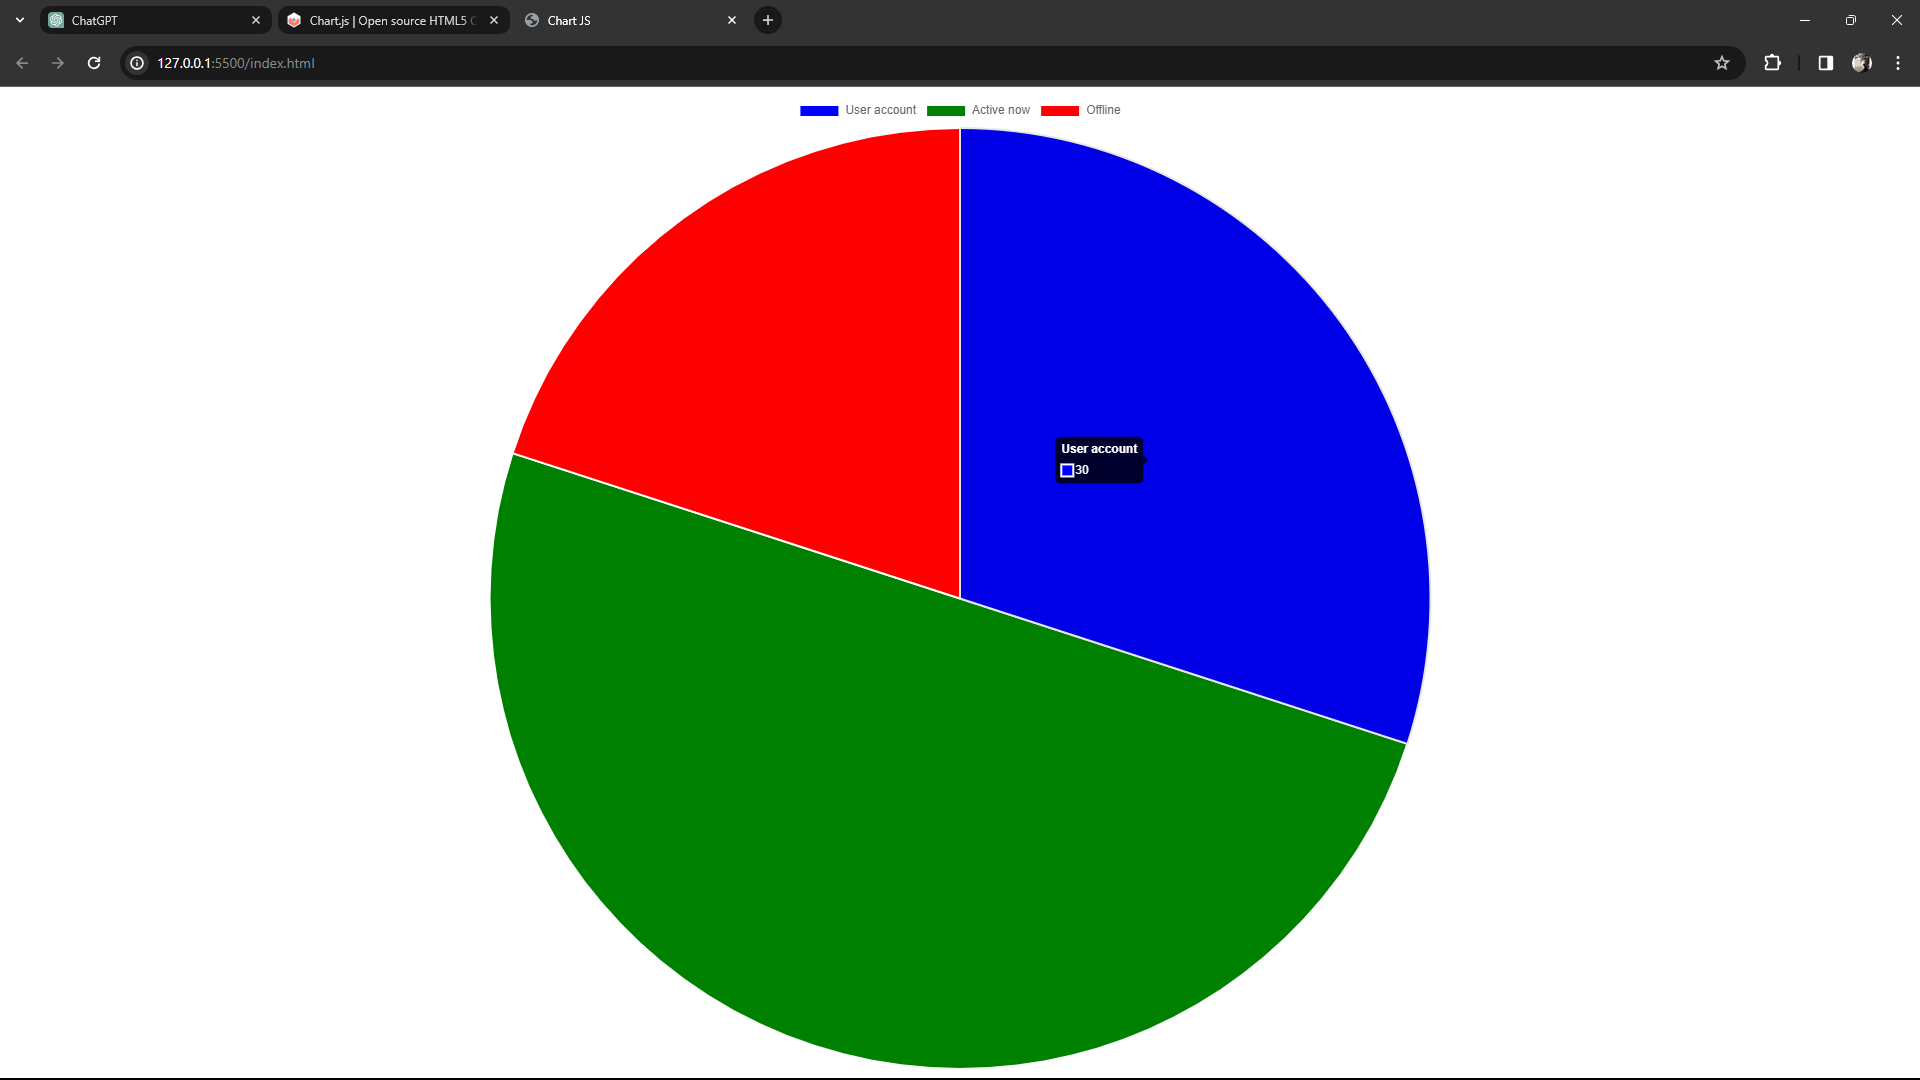 ChatGPT
Chart.js | Open source HTML5 C
Chart JS
127.0.0.1:5500/index.html
User account Active now Offline
User account
30